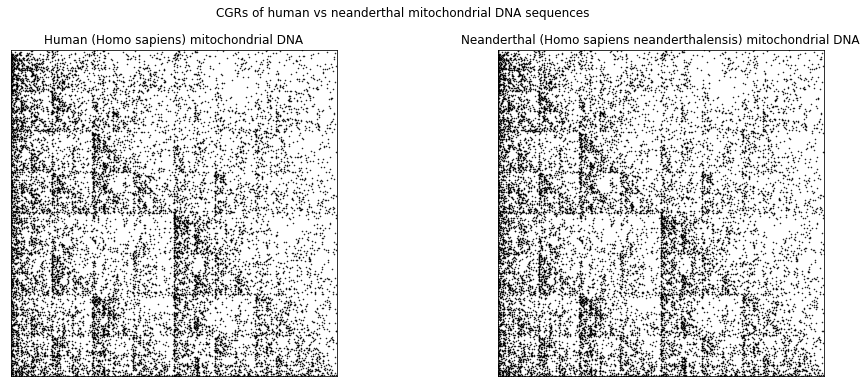 CGRs of human vs neanderthal mitochondrial DNA sequences
Human (Homo sapiens) mitochondrial DNA
Neanderthal (Homo sapiens neanderthalensis) mitochondrial DNA